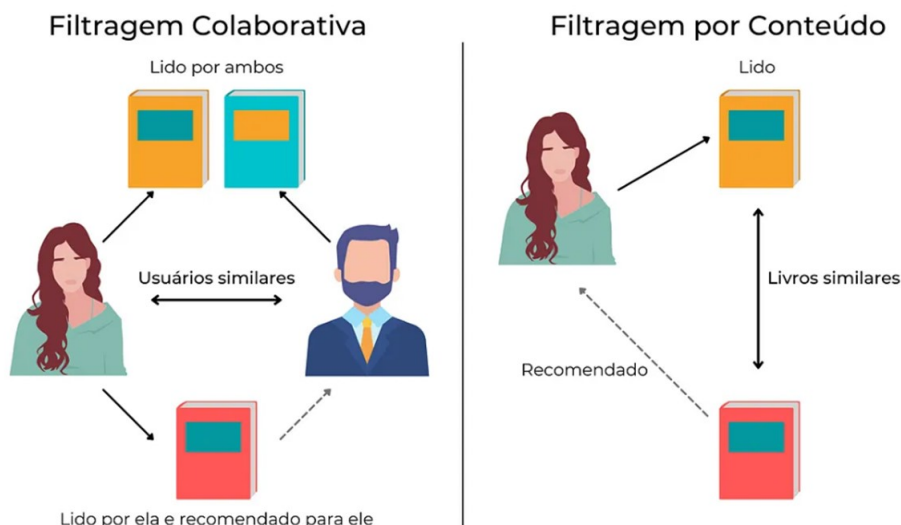 Filtragem Colaborativa
Lido por ambos
Usuários similares
Lido por ela e recomendado para ele
Filtragem por Conteúdo
Lido
Livros similares
Recomendado